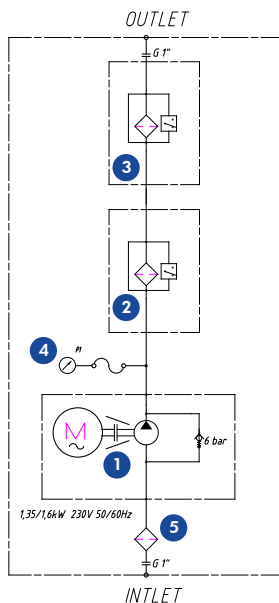 OUTLET
G 1"
3
2
4
P1
M
1
6 bar
1,35/1,6kW 230V 50/60Hz
5
G 1"
INTLET